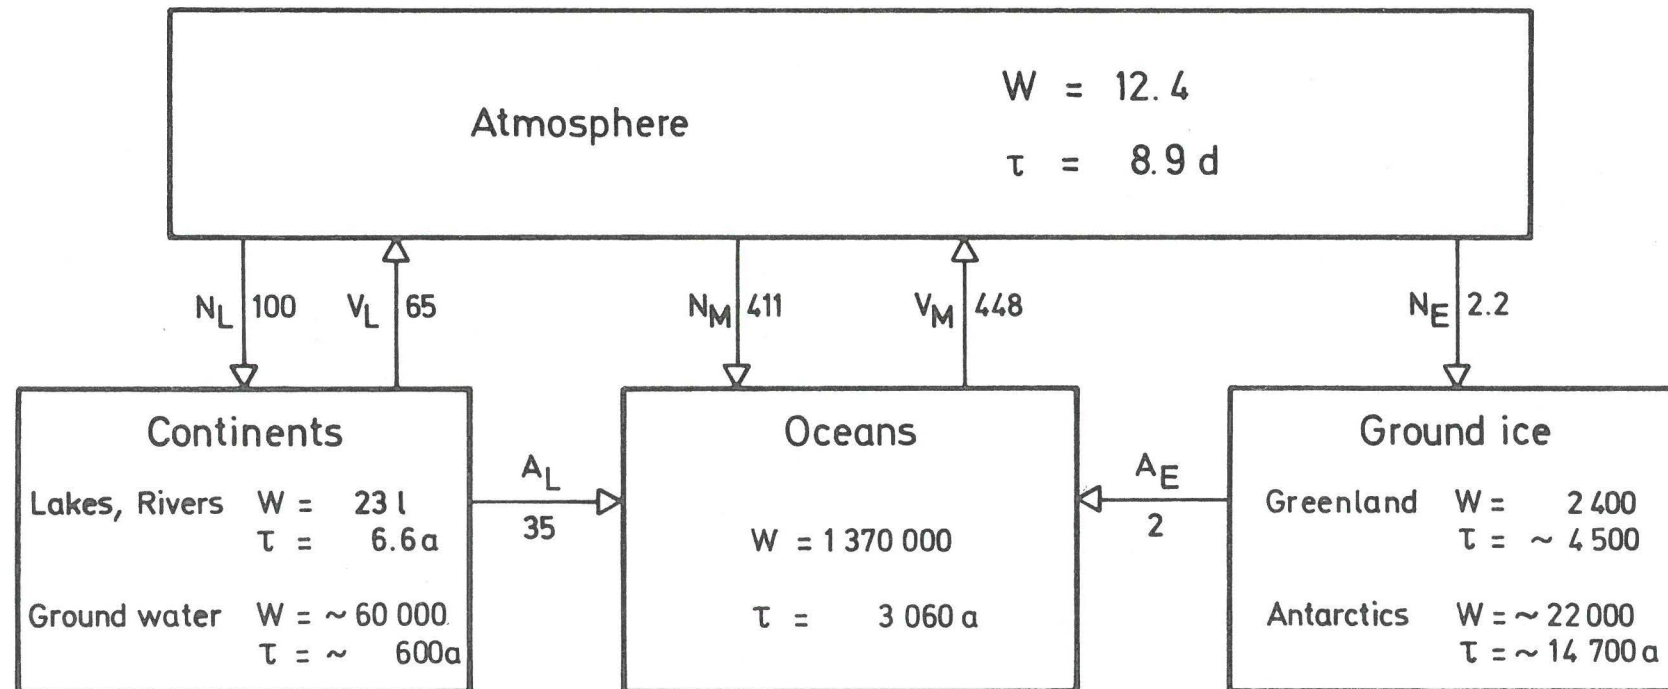 Atmosphere
W = 12.4
τ = 8.9 d
N_L 100
V_L 65
N_M 411
V_M 448
N_E 2.2
Continents
Lakes, Rivers W = 23 l
τ = 6.6 a
Ground water W = ~ 60 000
τ = ~ 600a
A_L
35
Oceans
W = 1 370 000
τ = 3 060 a
A_E
2
Ground ice
Greenland W = 2 400
τ = ~ 4 500
Antarctics W = ~ 22 000
τ = ~ 14 700 a